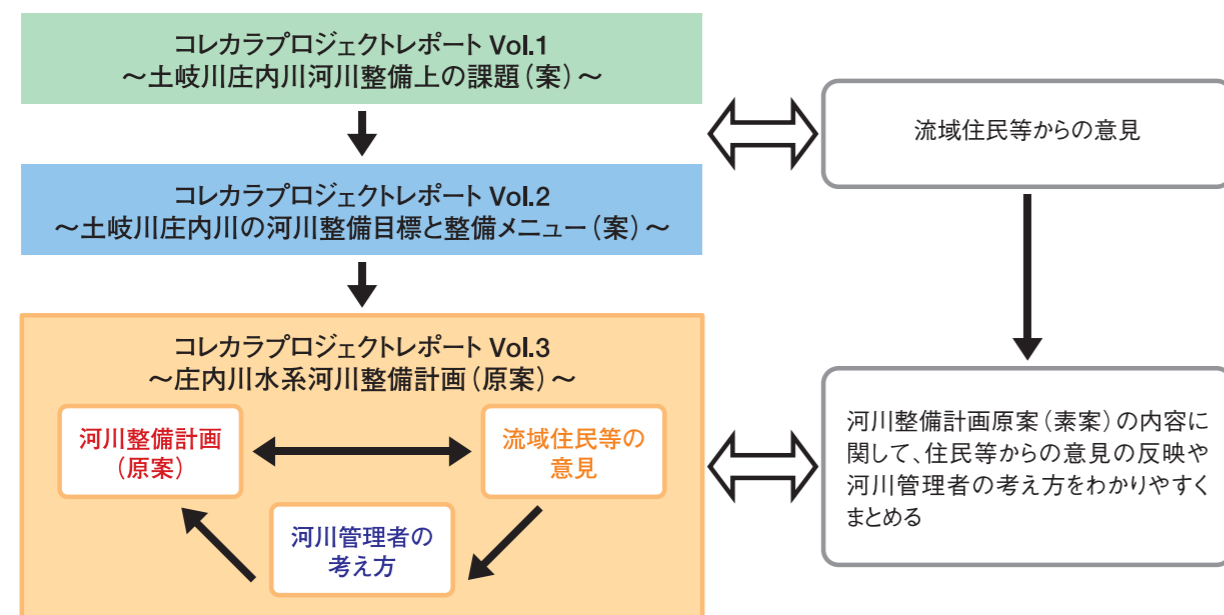 コレカラプロジェクトレポート Vol.1
～土岐川庄内川河川整備上の課題（案）～
流域住民等からの意見
コレカラプロジェクトレポート Vol.2
～土岐川庄内川の河川整備目標と整備メニュー（案）～
コレカラプロジェクトレポート Vol.3
～庄内川水系河川整備計画（原案）～
河川整備計画
（原案）
流域住民等の
意見
河川管理者の
考え方
河川整備計画原案（素案）の内容に
関して、住民等からの意見の反映や
河川管理者の考え方をわかりやすく
まとめる